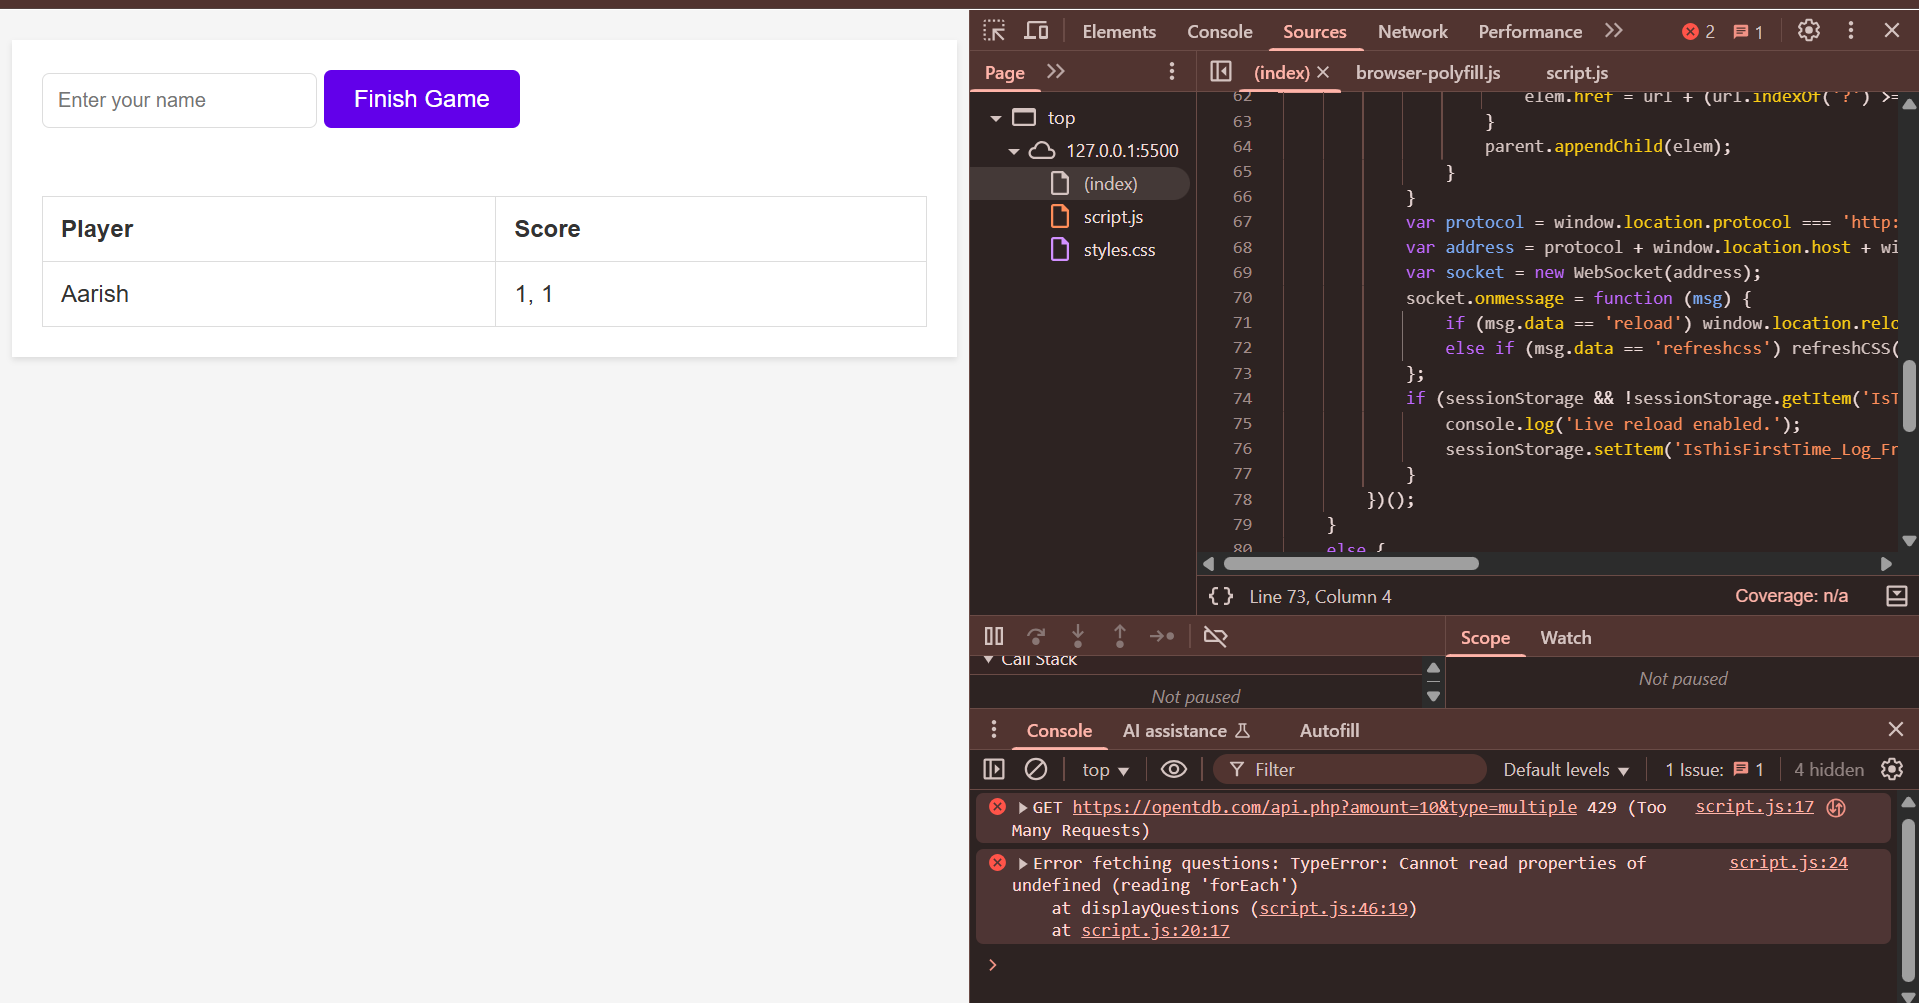 Enter your name
Finish Game
Player
Score
Aarish
1, 1
Elements
Console
Sources
Network
Performance
2
1
Page
(index)
browser-polyfill.js
script.js
top
127.0.0.1:5500
(index)
script.js
styles.css
62 elem.href = url + (url.indexOf('?') >=
63 }
64 parent.appendChild(elem);
65 }
66 }
67 var protocol = window.location.protocol === 'http:
68 var address = protocol + window.location.host + wi
69 var socket = new WebSocket(address);
70 socket.onmessage = function (msg) {
71 if (msg.data == 'reload') window.location.relo
72 else if (msg.data == 'refreshcss') refreshCSS(
73 };
74 if (sessionStorage && !sessionStorage.getItem('IsT
75 console.log('Live reload enabled.');
76 sessionStorage.setItem('IsThisFirstTime_Log_Fr
77 }
78 })();
79 }
80 else {
{} Line 73, Column 4
Coverage: n/a
Call Stack
Not paused
Scope
Watch
Not paused
Console
AI assistance
Autofill
top
Filter
Default levels
1 Issue:
1
4 hidden
GET https://opentdb.com/api.php?amount=10&type=multiple 429 (Too script.js:17
Many Requests)
Error fetching questions: TypeError: Cannot read properties of script.js:24
undefined (reading 'forEach')
at displayQuestions (script.js:46:19)
at script.js:20:17